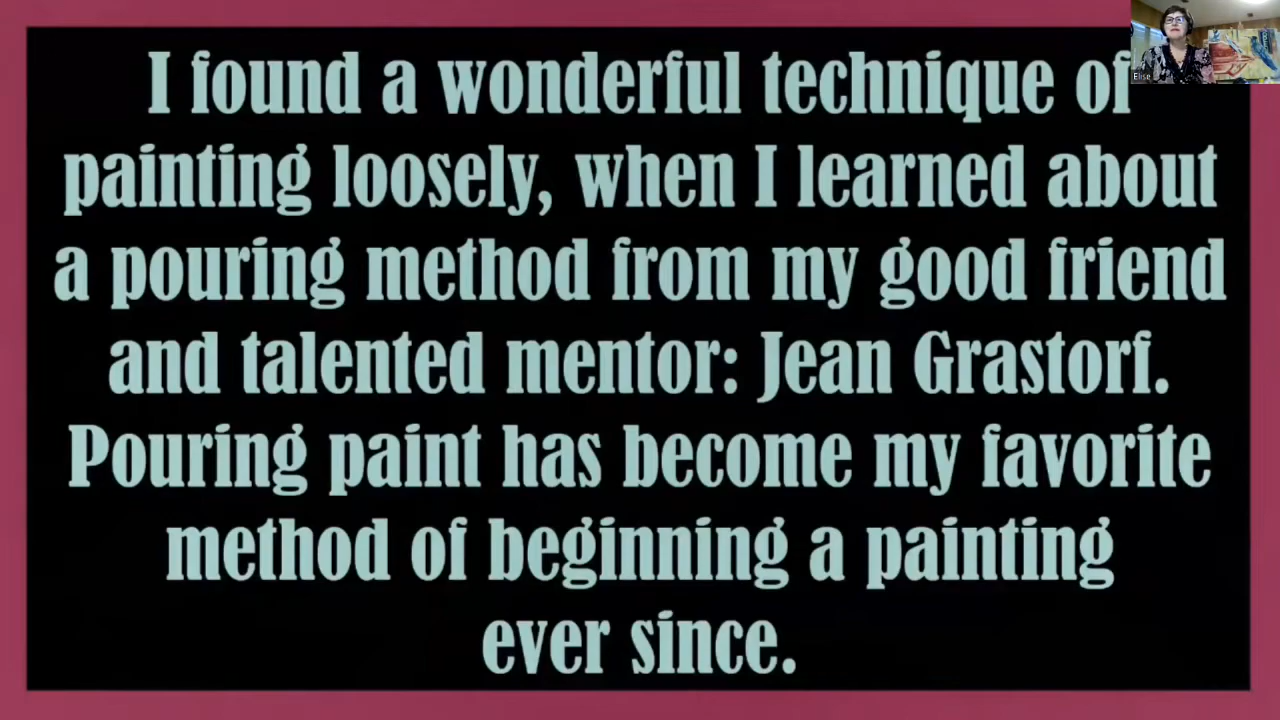 I found a wonderful technique of
painting loosely, when I learned about
a pouring method from my good friend
and talented mentor: Jean Grastorf.
Pouring paint has become my favorite
method of beginning a painting
ever since.
Elise